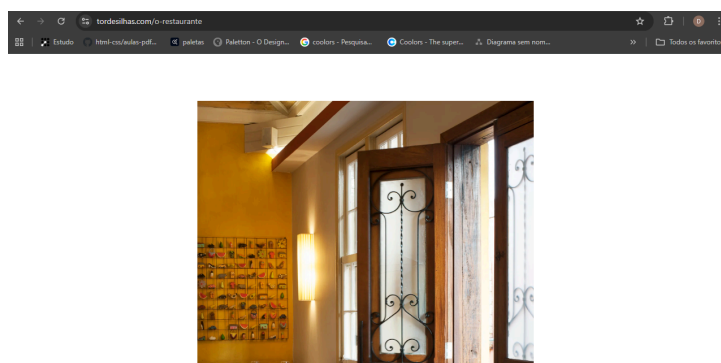 tordesilhas.com/o-restaurante
D
Estudo html-css/aulas-pdf... paletas Paletton - O Design... coolors - Pesquisa... Coolors - The super... Diagrama sem nom... » Todos os favorito